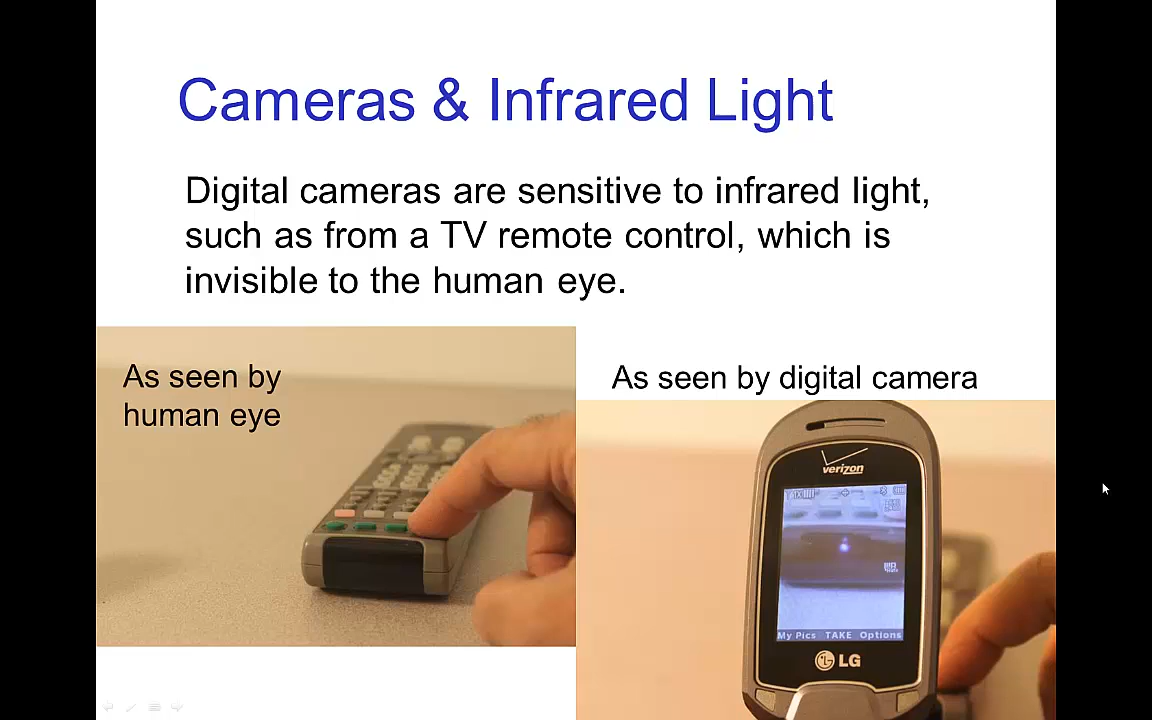 Cameras & Infrared Light
Digital cameras are sensitive to infrared light,
such as from a TV remote control, which is
invisible to the human eye.
As seen by
human eye
As seen by digital camera
verizon
My Pics TAKE Options
LG